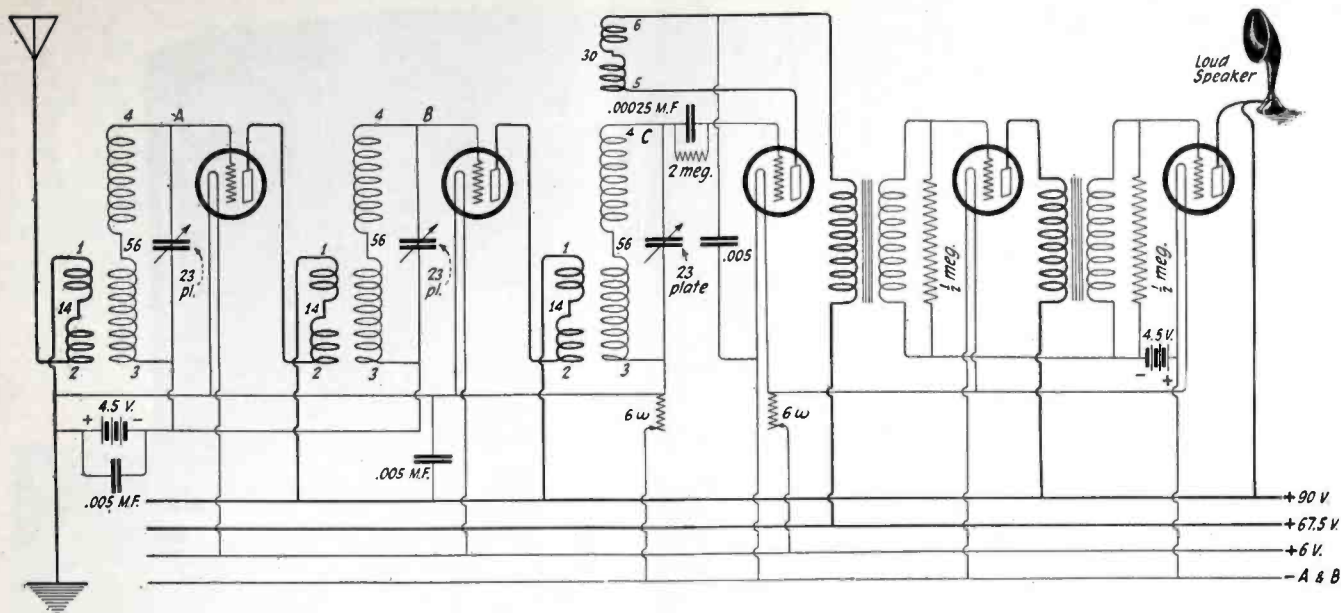 6
30
5
Loud
Speaker
.00025 M.F.
4 A
4 B
4 C
2 meg.
1
56
23
pl.
14
2
3
1
56
23
pl.
14
2
3
1
56
23
plate
14
2
3
.005
½ meg.
½ meg.
4.5 V.
- +
+ 4.5 V. -
.005 M.F.
.005 M.F.
6 ω
6 ω
+90 V.
+67.5 V.
+6 V.
- A & B